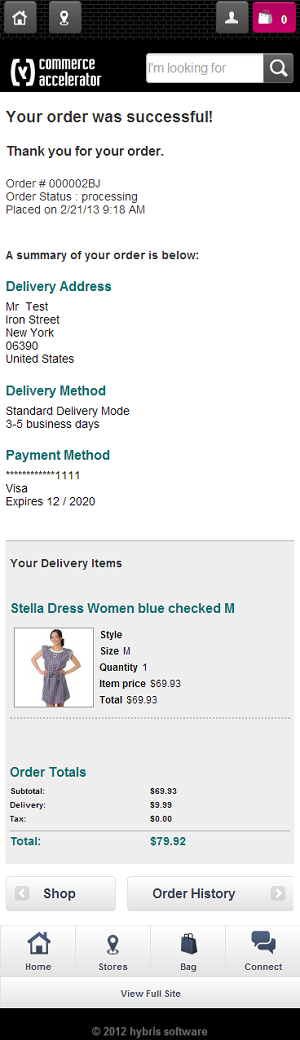 0
commerce
accelerator
I'm looking for
Your order was successful!
Thank you for your order.
Order # 000002BJ
Order Status : processing
Placed on 2/21/13 9:18 AM
A summary of your order is below:
Delivery Address
Mr Test
Iron Street
New York
06390
United States
Delivery Method
Standard Delivery Mode
3-5 business days
Payment Method
************1111
Visa
Expires 12 / 2020
Your Delivery Items
Stella Dress Women blue checked M
Style
Size M
Quantity 1
Item price $69.93
Total $69.93
Order Totals
Subtotal: $69.93
Delivery: $9.99
Tax: $0.00
Total: $79.92
Shop Order History
Home Stores Bag Connect
View Full Site
© 2012 hybris software